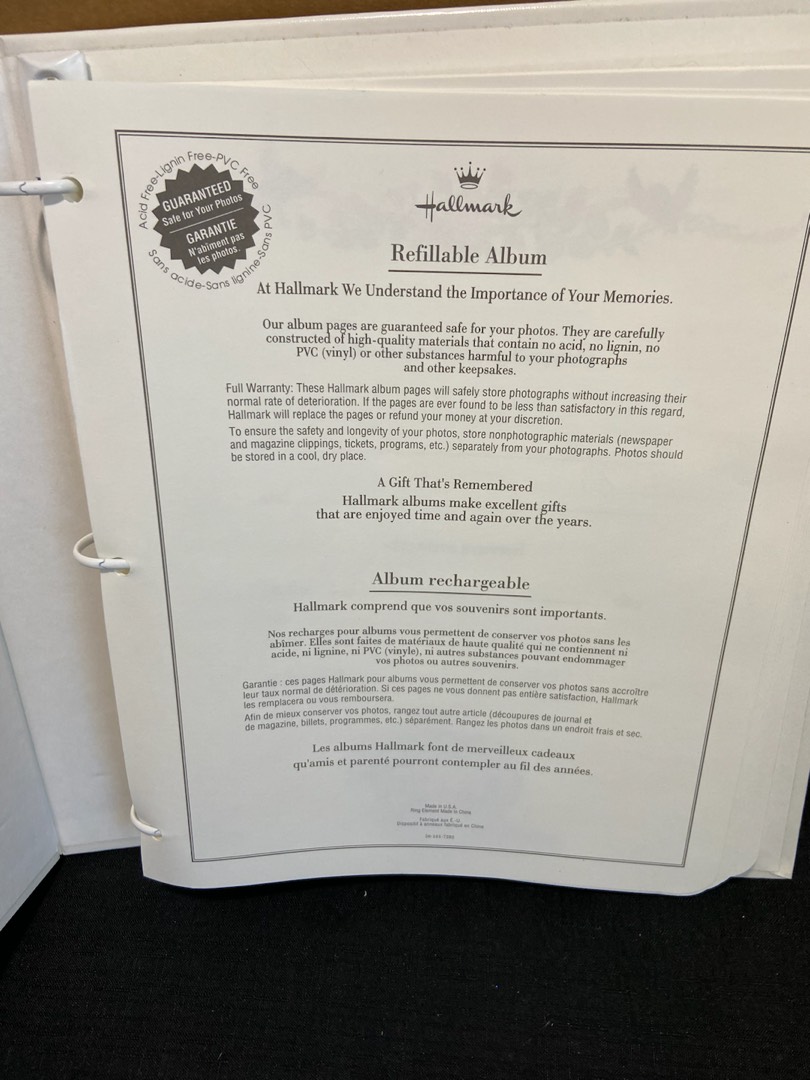 Acid Free-Lignin Free-PVC Free
GUARANTEED
Safe for Your Photos
GARANTIE
N'abîment pas
les photos.
Sans acide-Sans lignine-Sans PVC
Hallmark
Refillable Album
At Hallmark We Understand the Importance of Your Memories.
Our album pages are guaranteed safe for your photos. They are carefully
constructed of high-quality materials that contain no acid, no lignin, no
PVC (vinyl) or other substances harmful to your photographs
and other keepsakes.
Full Warranty: These Hallmark album pages will safely store photographs without increasing their
normal rate of deterioration. If the pages are ever found to be less than satisfactory in this regard,
Hallmark will replace the pages or refund your money at your discretion.
To ensure the safety and longevity of your photos, store nonphotographic materials (newspaper
and magazine clippings, tickets, programs, etc.) separately from your photographs. Photos should
be stored in a cool, dry place.
A Gift That's Remembered
Hallmark albums make excellent gifts
that are enjoyed time and again over the years.
Album rechargeable
Hallmark comprend que vos souvenirs sont importants.
Nos recharges pour albums vous permettent de conserver vos photos sans les
abîmer. Elles sont faites de matériaux de haute qualité qui ne contiennent ni
acide, ni lignine, ni PVC (vinyle), ni autres substances pouvant endommager
vos photos ou autres souvenirs.
Garantie : ces pages Hallmark pour albums vous permettent de conserver vos photos sans accroître
leur taux normal de détérioration. Si ces pages ne vous donnent pas entière satisfaction, Hallmark
les remplacera ou vous remboursera.
Afin de mieux conserver vos photos, rangez tout autre article (découpures de journal et
de magazine, billets, programmes, etc.) séparément. Rangez les photos dans un endroit frais et sec.
Les albums Hallmark font de merveilleux cadeaux
qu'amis et parenté pourront contempler au fil des années.
Made in U.S.A.
Ring Element Made in China
Fabriqué aux É.-U.
Dispositif à anneaux fabriqué en Chine